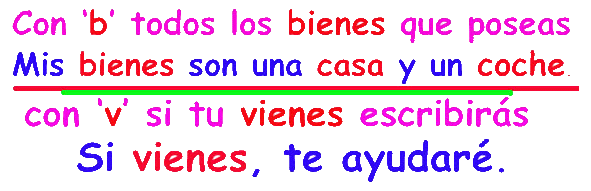 Con 'b' todos los bienes que poseas
Mis bienes son una casa y un coche.
con 'v' si tu vienes escribirás
Si vienes, te ayudaré.